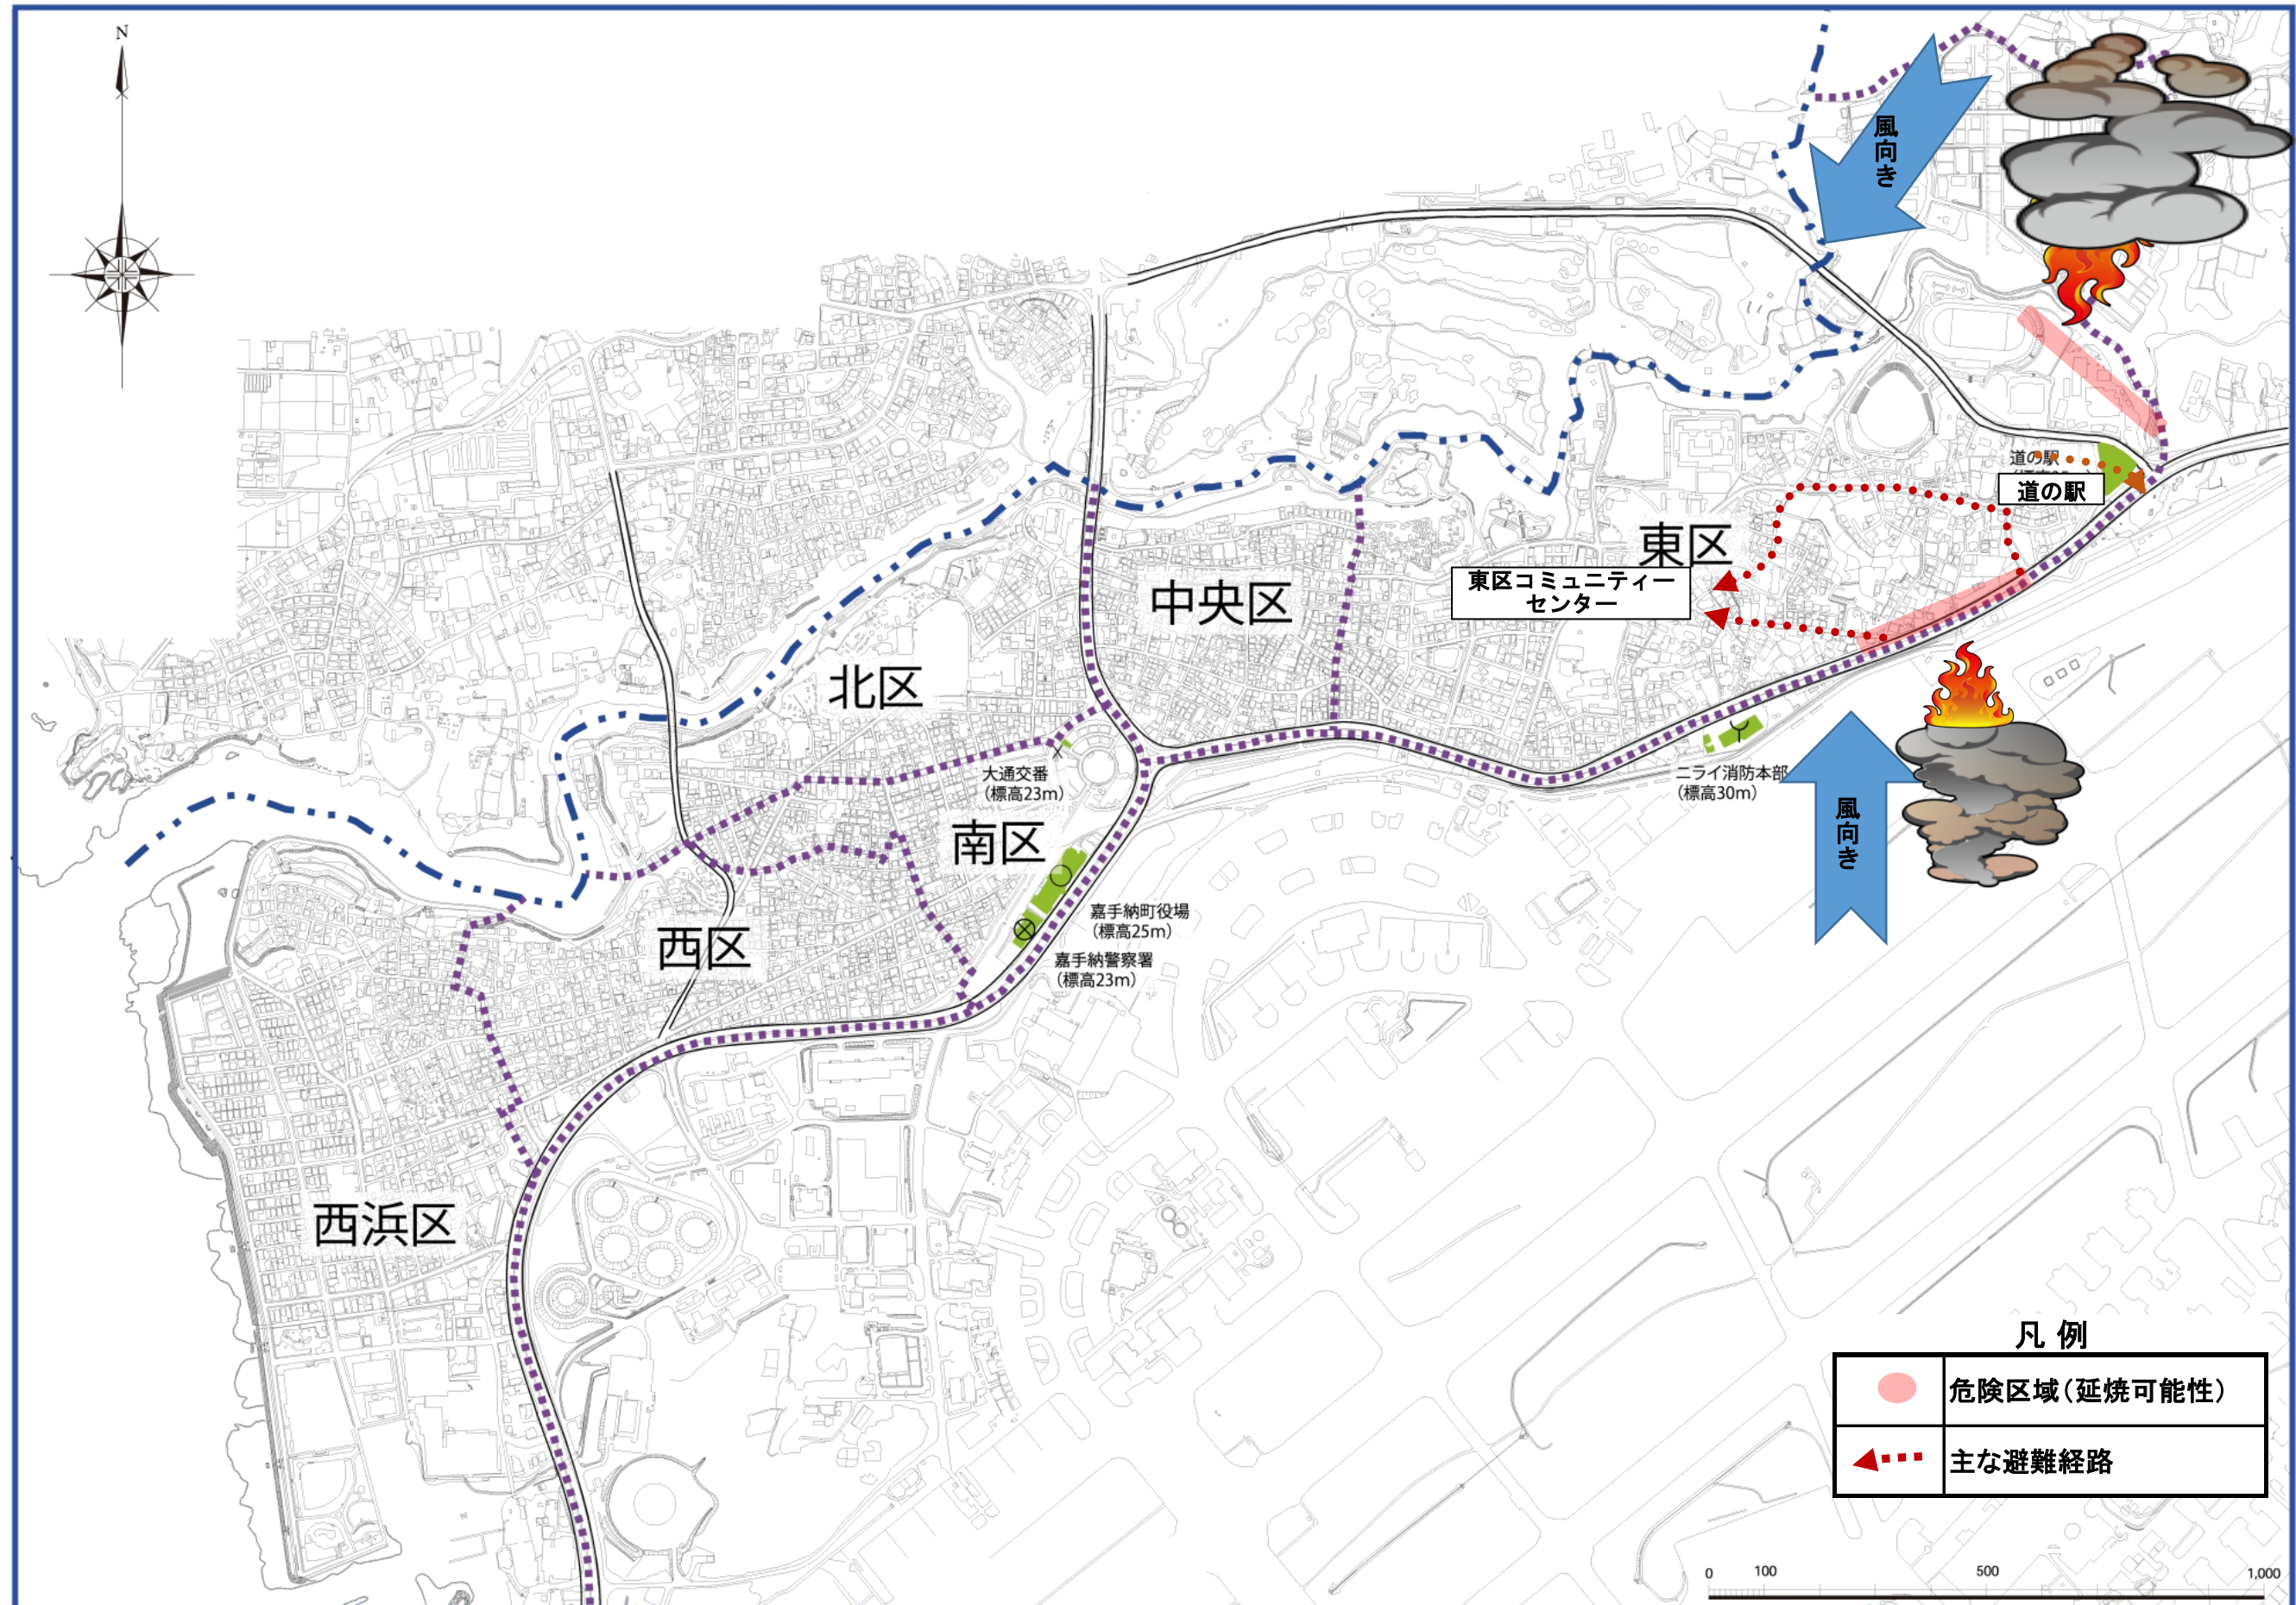 N
風向き
道の駅
道の駅
東区
東区コミュニティー
センター
中央区
北区
大通交番
(標高23m)
ニライ消防本部
(標高30m)
風向き
南区
嘉手納町役場
(標高25m)
西区
嘉手納警察署
(標高23m)
西浜区
凡 例
危険区域(延焼可能性)
主な避難経路
0 100 500 1,000